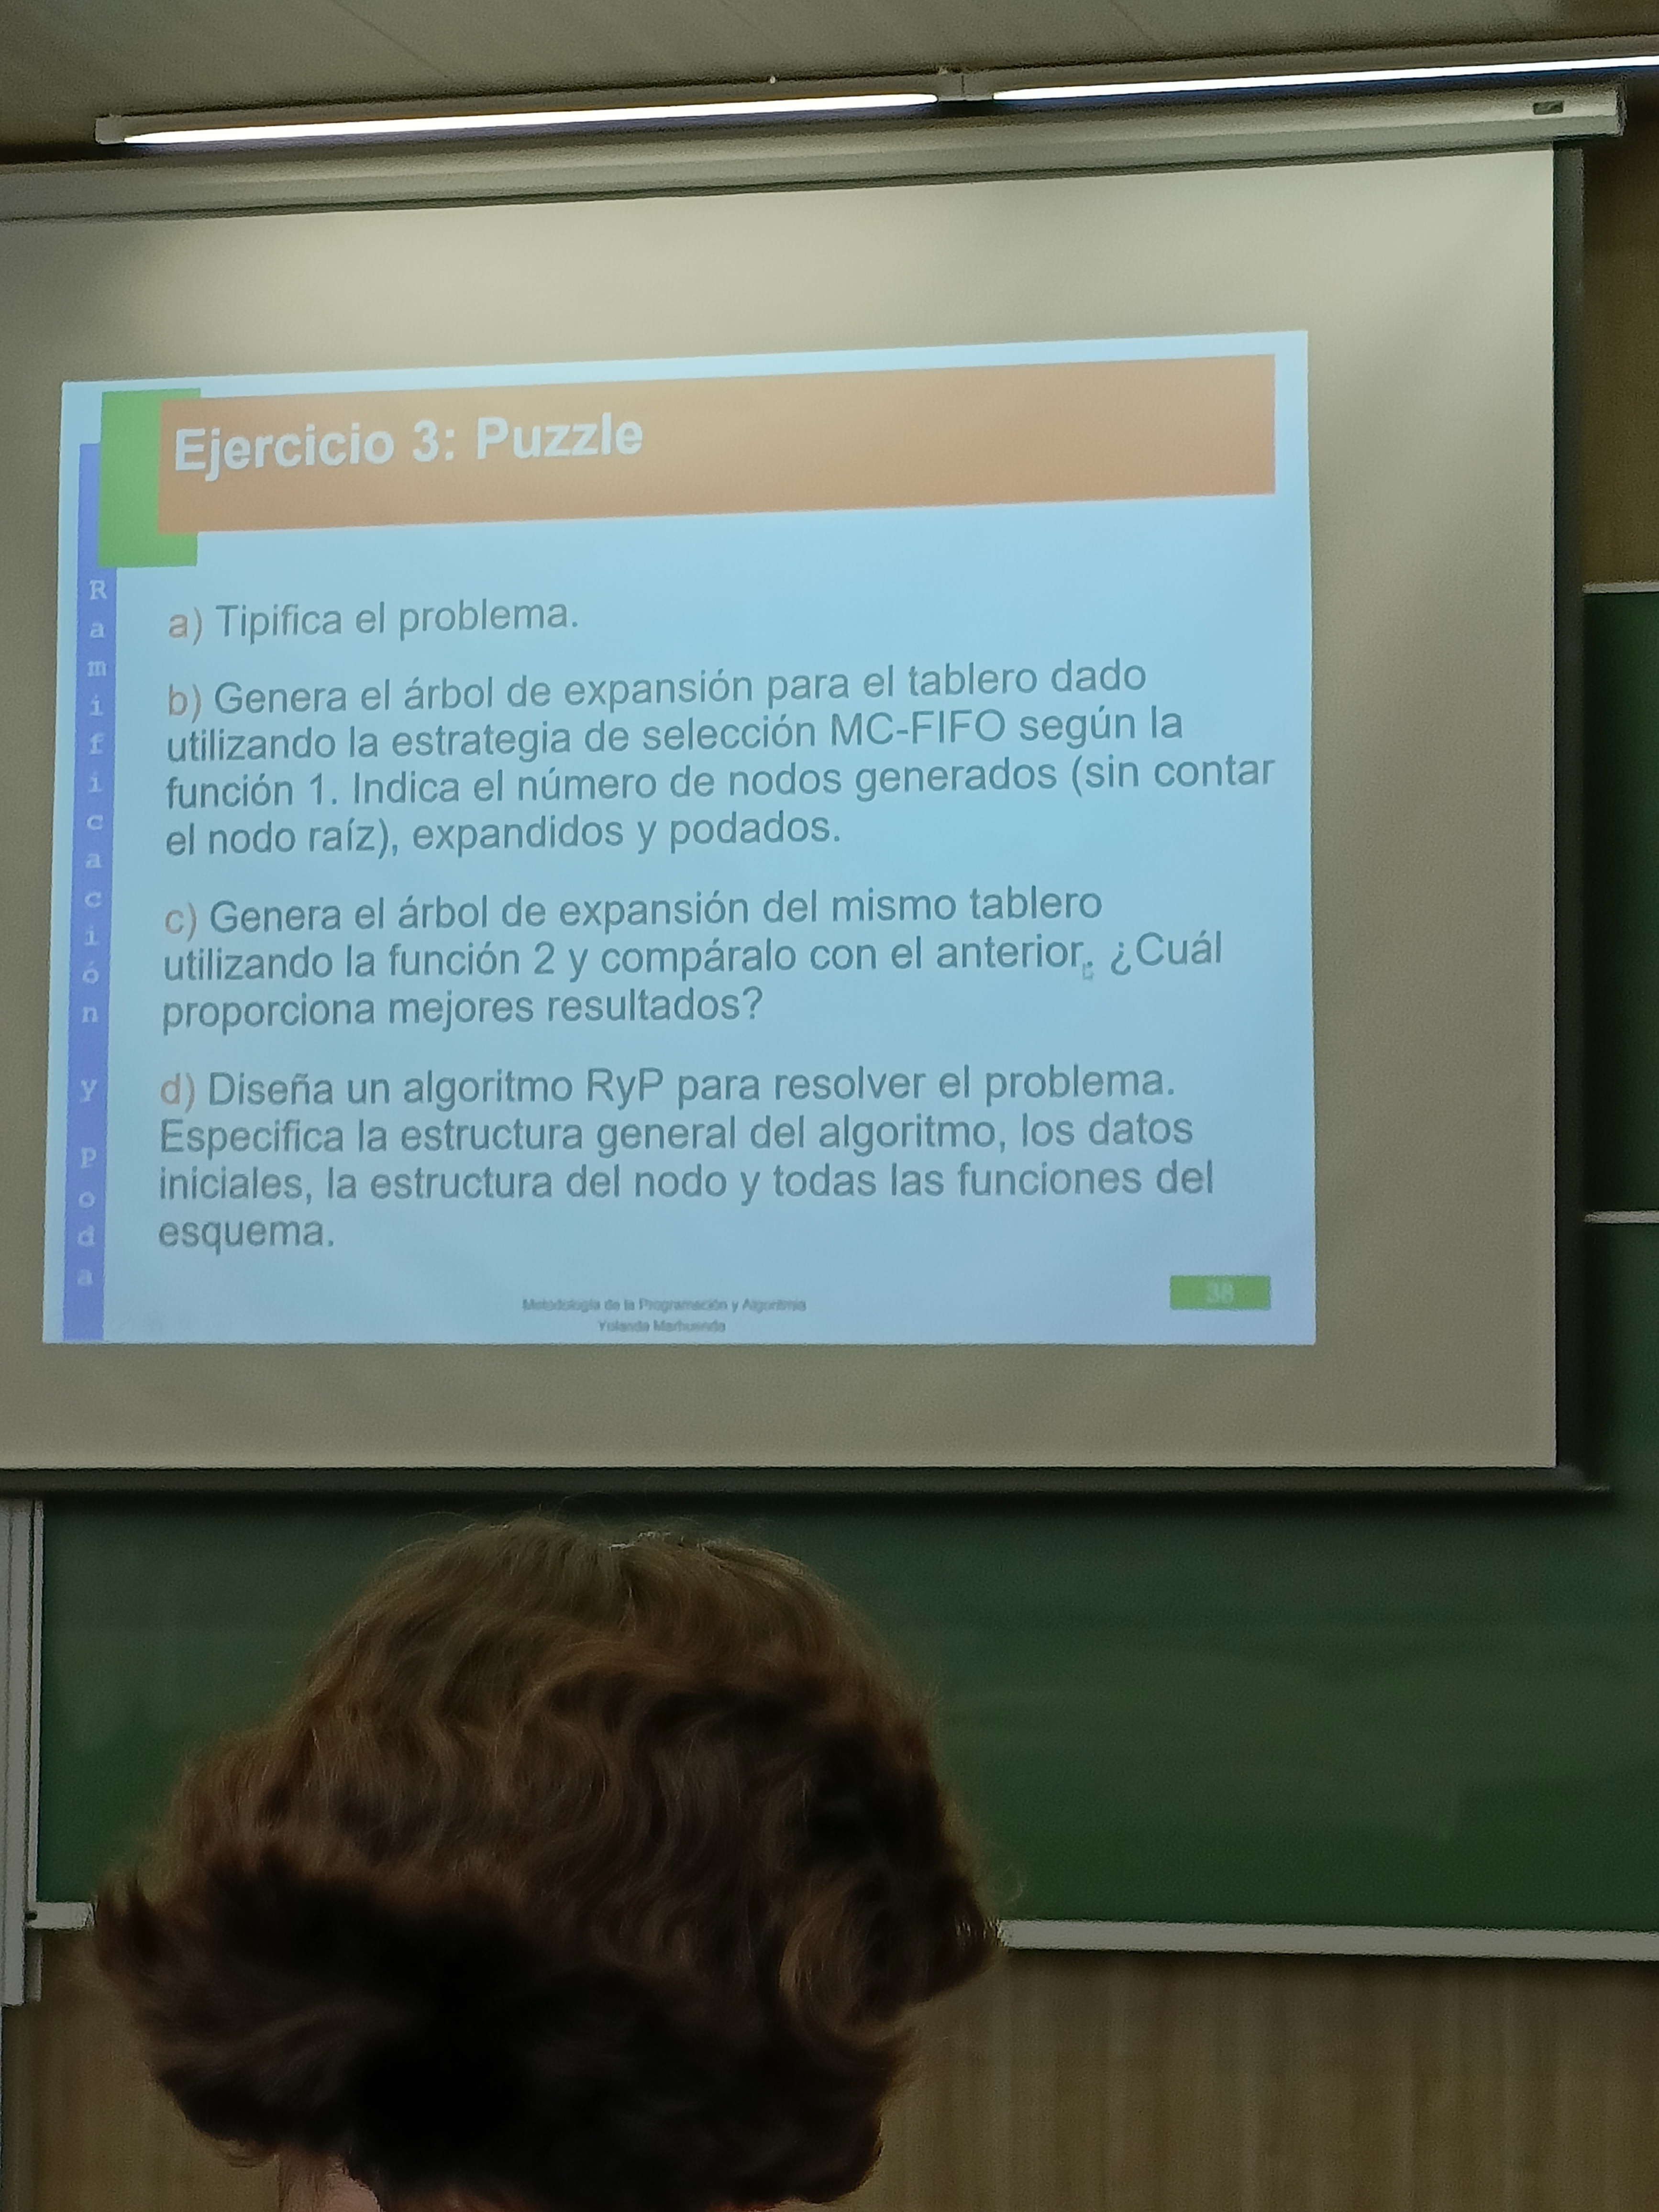 Ejercicio 3: Puzzle
Ramificación y Poda
a) Tipifica el problema.
b) Genera el árbol de expansión para el tablero dado
utilizando la estrategia de selección MC-FIFO según la
función 1. Indica el número de nodos generados (sin contar
el nodo raíz), expandidos y podados.
c) Genera el árbol de expansión del mismo tablero
utilizando la función 2 y compáralo con el anterior. ¿Cuál
proporciona mejores resultados?
d) Diseña un algoritmo RyP para resolver el problema.
Especifica la estructura general del algoritmo, los datos
iniciales, la estructura del nodo y todas las funciones del
esquema.
Metodología de la Programación y Algoritmia
Yolanda Marhuenda
38